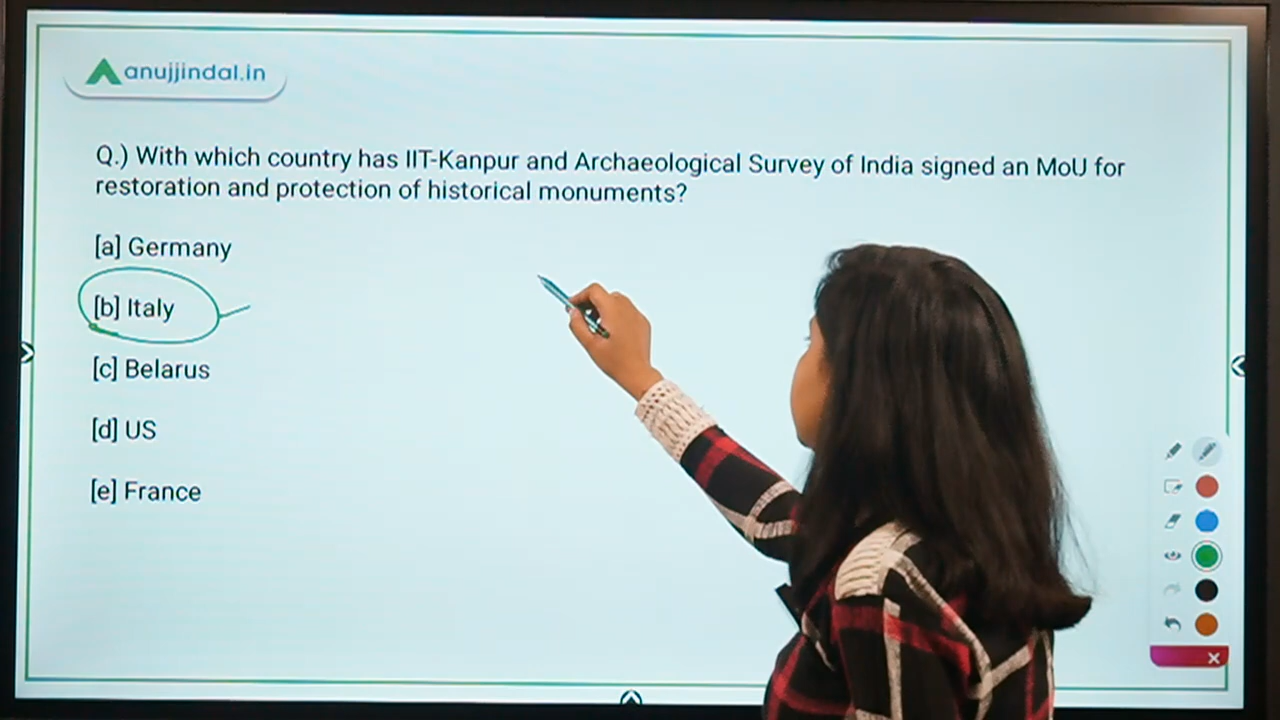 anujjindal.in
Q.) With which country has IIT-Kanpur and Archaeological Survey of India signed an MoU for
restoration and protection of historical monuments?
[a] Germany
[b] Italy
[c] Belarus
[d] US
[e] France